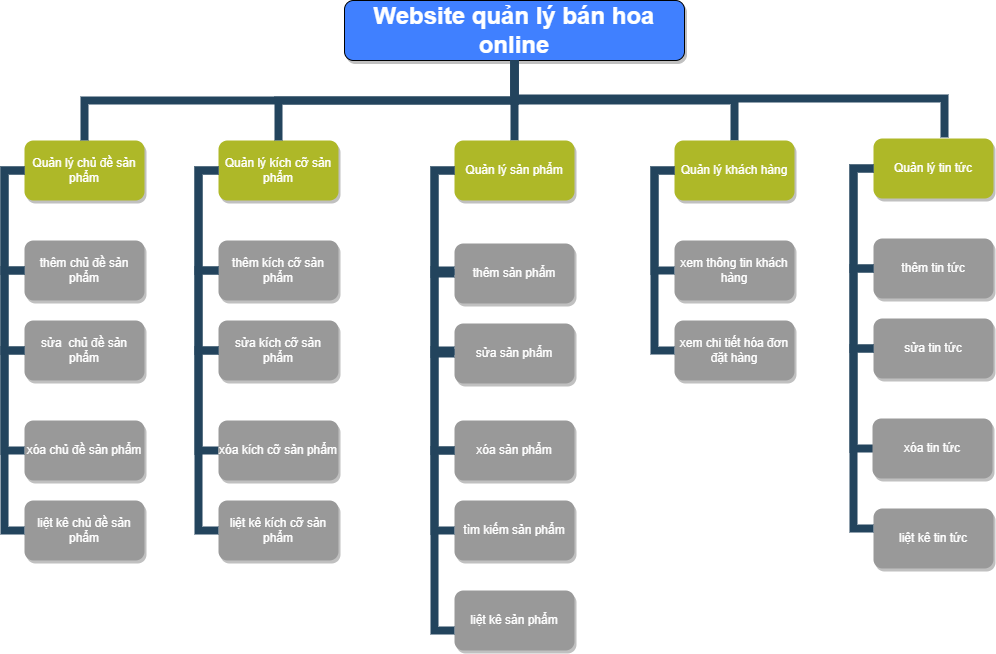 Website quản lý bán hoa
online
Quản lý chủ đề sản
phẩm
Quản lý kích cỡ sản
phẩm
Quản lý sản phẩm
Quản lý khách hàng
Quản lý tin tức
thêm chủ đề sản
phẩm
sửa  chủ đề sản
phẩm
xóa chủ đề sản phẩm
liệt kê chủ đề sản
phẩm
thêm kích cỡ sản
phẩm
sửa kích cỡ sản
phẩm
xóa kích cỡ sản phẩm
liệt kê kích cỡ sản
phẩm
thêm sản phẩm
sửa sản phẩm
xóa sản phẩm
tìm kiếm sản phẩm
liệt kê sản phẩm
xem thông tin khách
hàng
xem chi tiết hóa đơn
đặt hàng
thêm tin tức
sửa tin tức
xóa tin tức
liệt kê tin tức